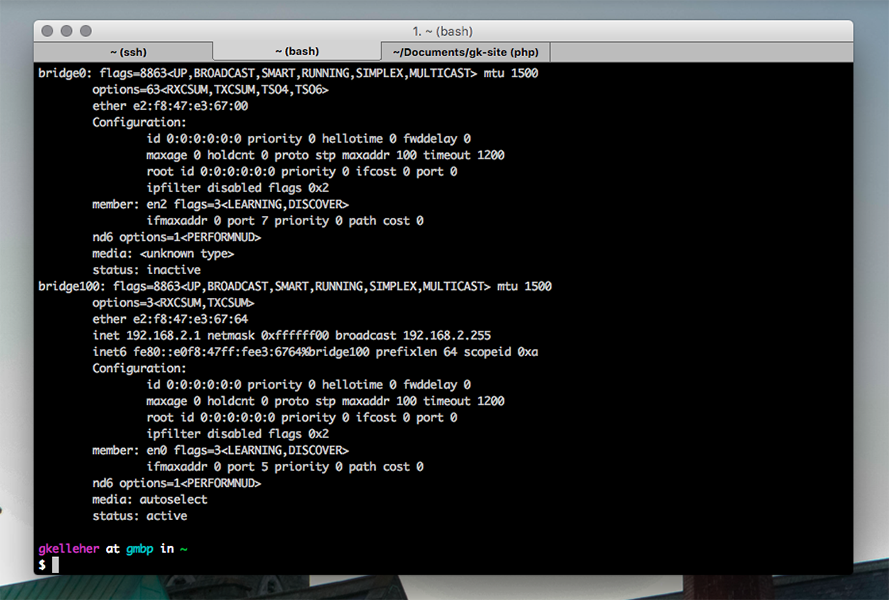 1. ~ (bash)
~ (ssh)
~ (bash)
~/Documents/gk-site (php)
bridge0: flags=8863<UP,BROADCAST,SMART,RUNNING,SIMPLEX,MULTICAST> mtu 1500
options=63<RXCSUM,TXCSUM,TSO4,TSO6>
ether e2:f8:47:e3:67:00
Configuration:
id 0:0:0:0:0:0 priority 0 hellotime 0 fwddelay 0
maxage 0 holdcnt 0 proto stp maxaddr 100 timeout 1200
root id 0:0:0:0:0:0 priority 0 ifcost 0 port 0
ipfilter disabled flags 0x2
member: en2 flags=3<LEARNING,DISCOVER>
ifmaxaddr 0 port 7 priority 0 path cost 0
nd6 options=1<PERFORMNUD>
media: <unknown type>
status: inactive
bridge100: flags=8863<UP,BROADCAST,SMART,RUNNING,SIMPLEX,MULTICAST> mtu 1500
options=3<RXCSUM,TXCSUM>
ether e2:f8:47:e3:67:64
inet 192.168.2.1 netmask 0xffffff00 broadcast 192.168.2.255
inet6 fe80::e0f8:47ff:fee3:6764%bridge100 prefixlen 64 scopeid 0xa
Configuration:
id 0:0:0:0:0:0 priority 0 hellotime 0 fwddelay 0
maxage 0 holdcnt 0 proto stp maxaddr 100 timeout 1200
root id 0:0:0:0:0:0 priority 0 ifcost 0 port 0
ipfilter disabled flags 0x2
member: en0 flags=3<LEARNING,DISCOVER>
ifmaxaddr 0 port 5 priority 0 path cost 0
nd6 options=1<PERFORMNUD>
media: autoselect
status: active
gkelleher at gmbp in ~
$